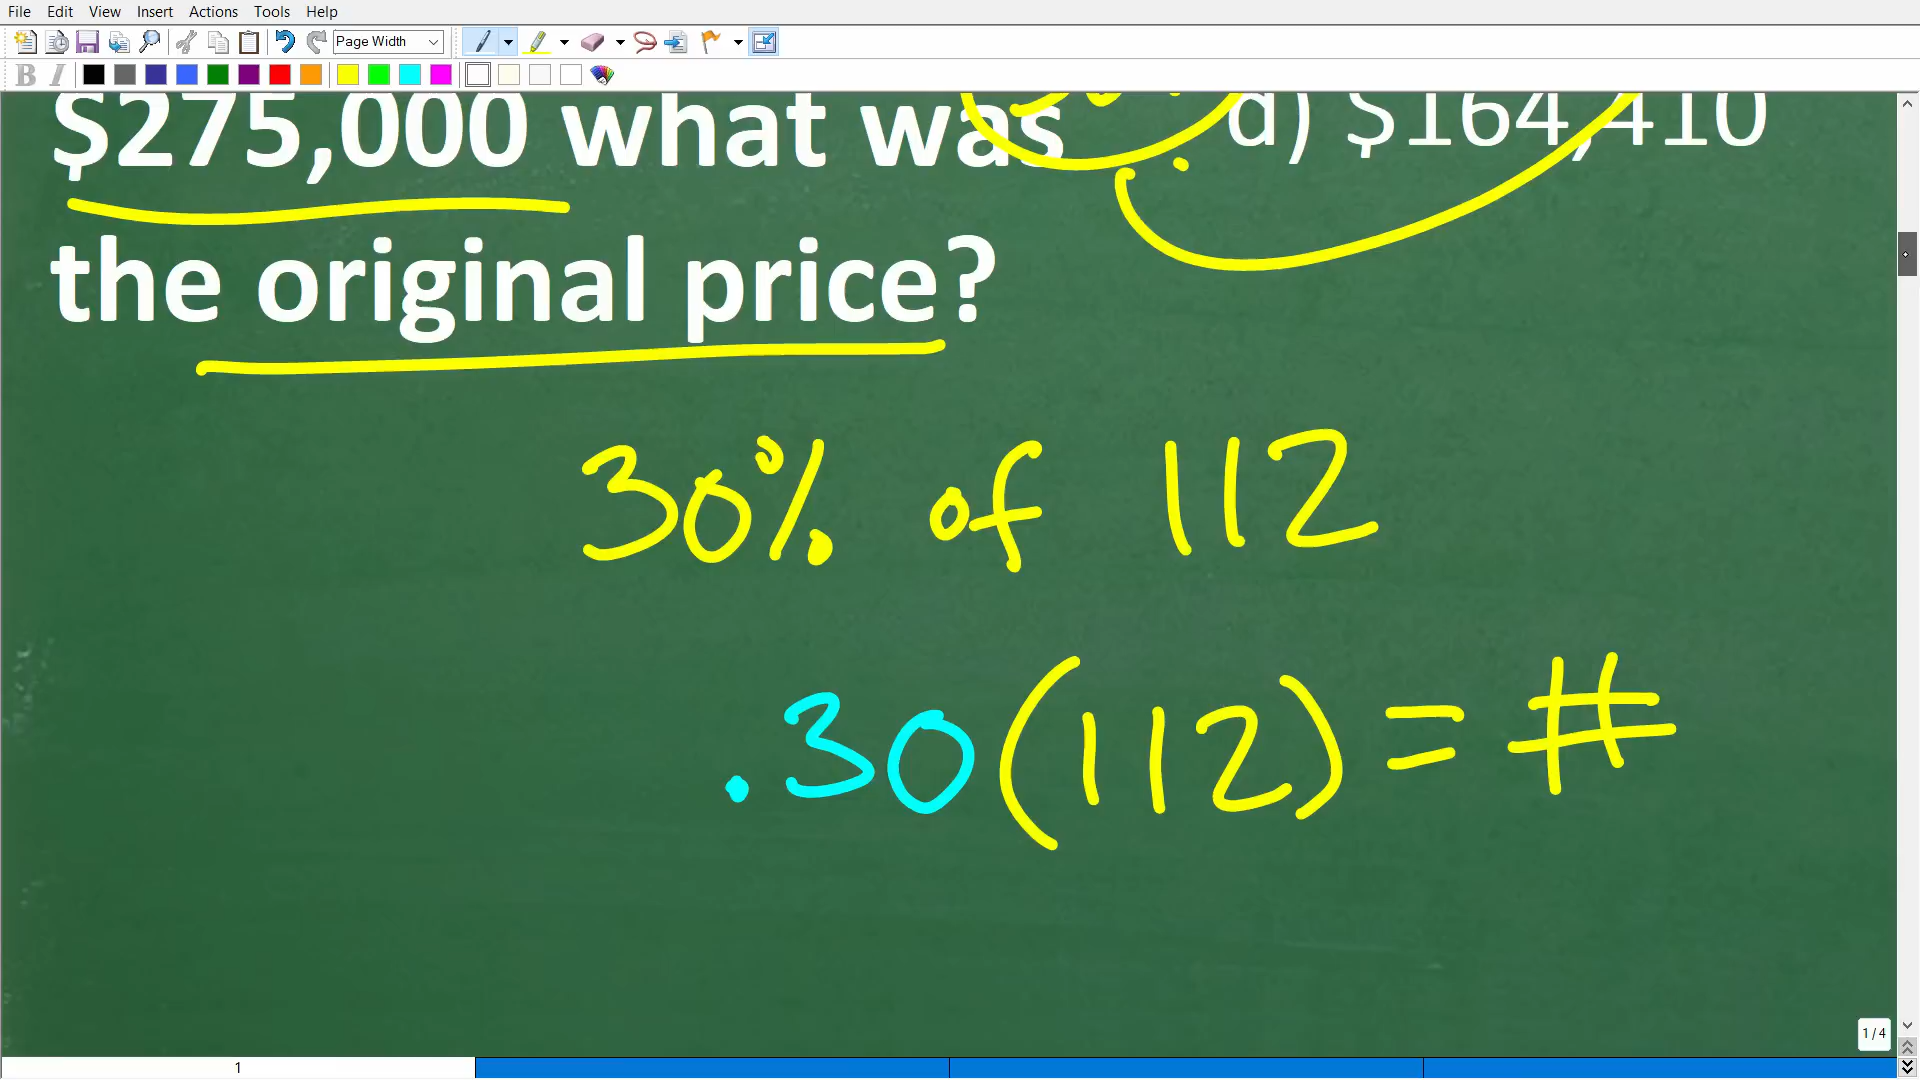 File Edit View Insert Actions Tools Help
Page Width
B I
$275,000 what was
d) $164,410
the original price?
30% of 112
.30(112) = #
1 / 4
1